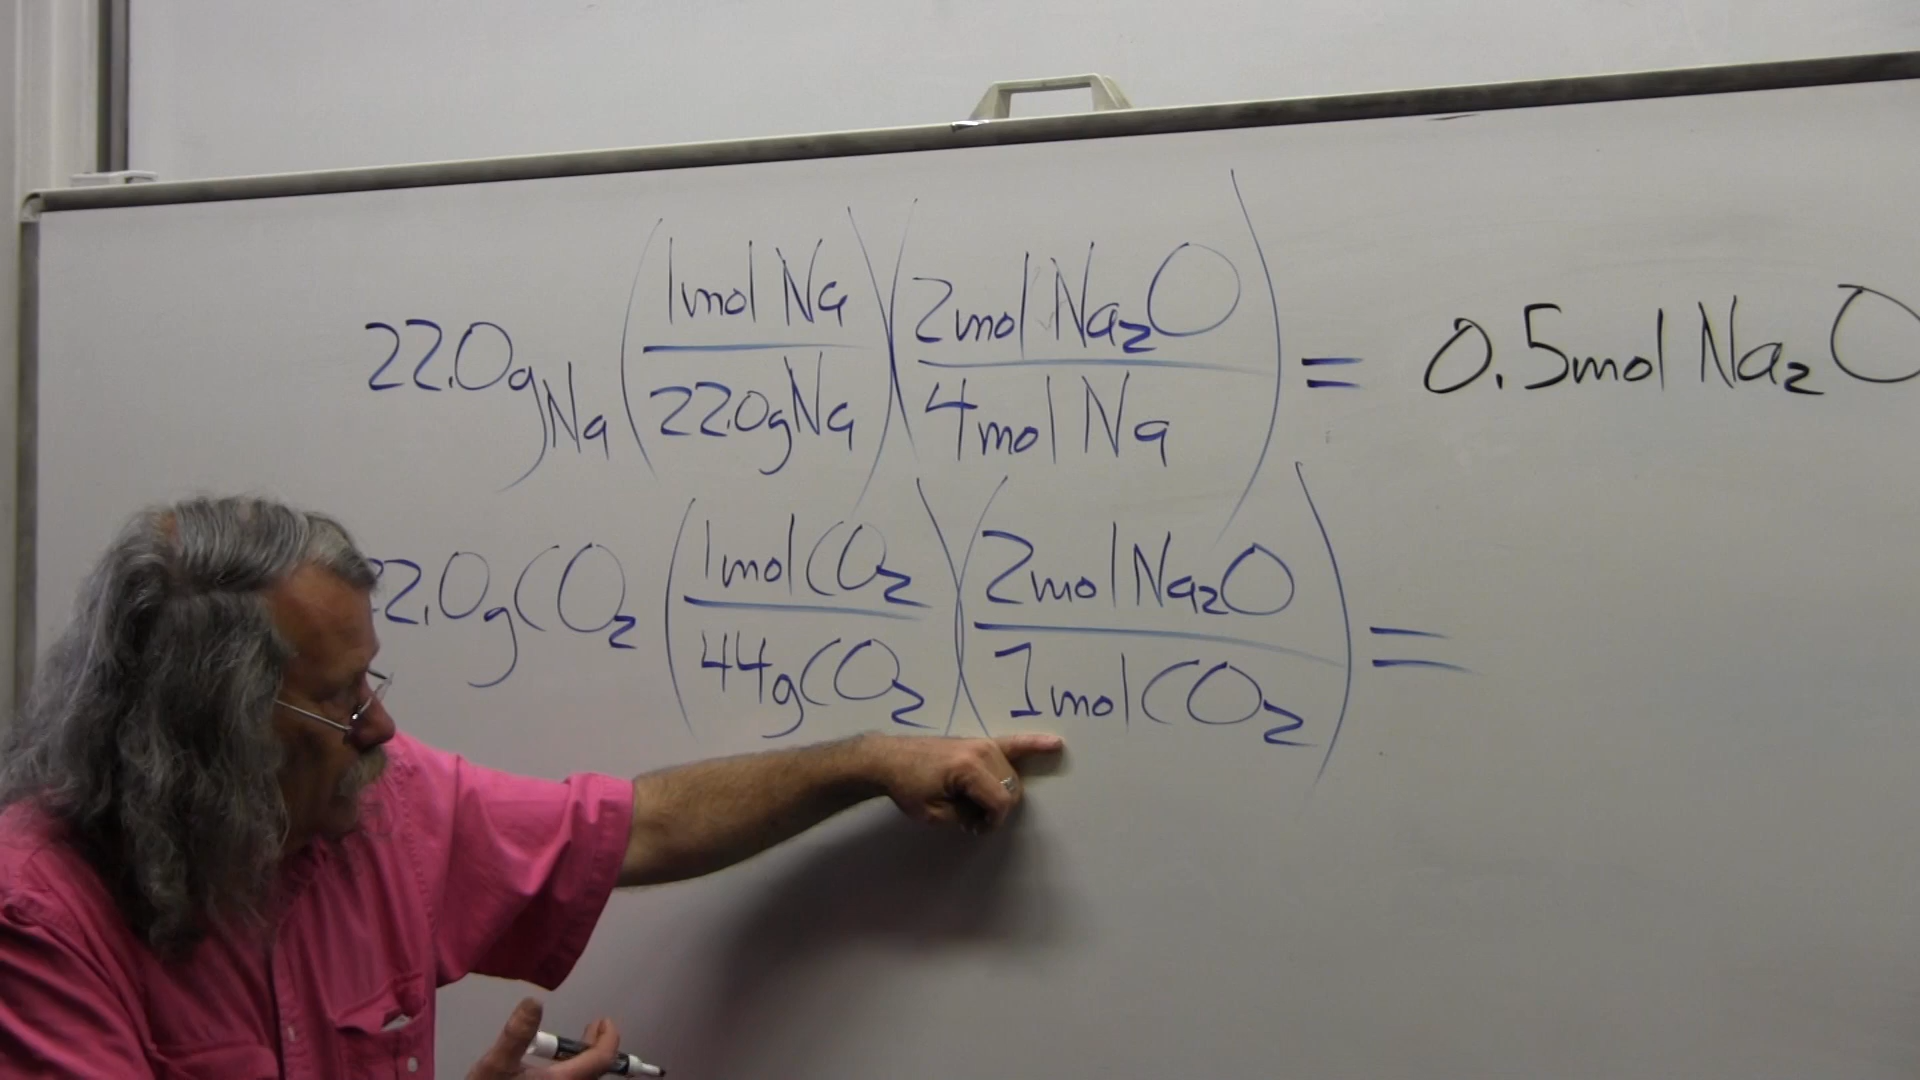 22.0g Na (1mol Na / 22.0g Na)(2mol Na₂O / 4mol Na) = 0.5mol Na₂O
22.0g CO₂ (1mol CO₂ / 44g CO₂)(2mol Na₂O / 1mol CO₂) =